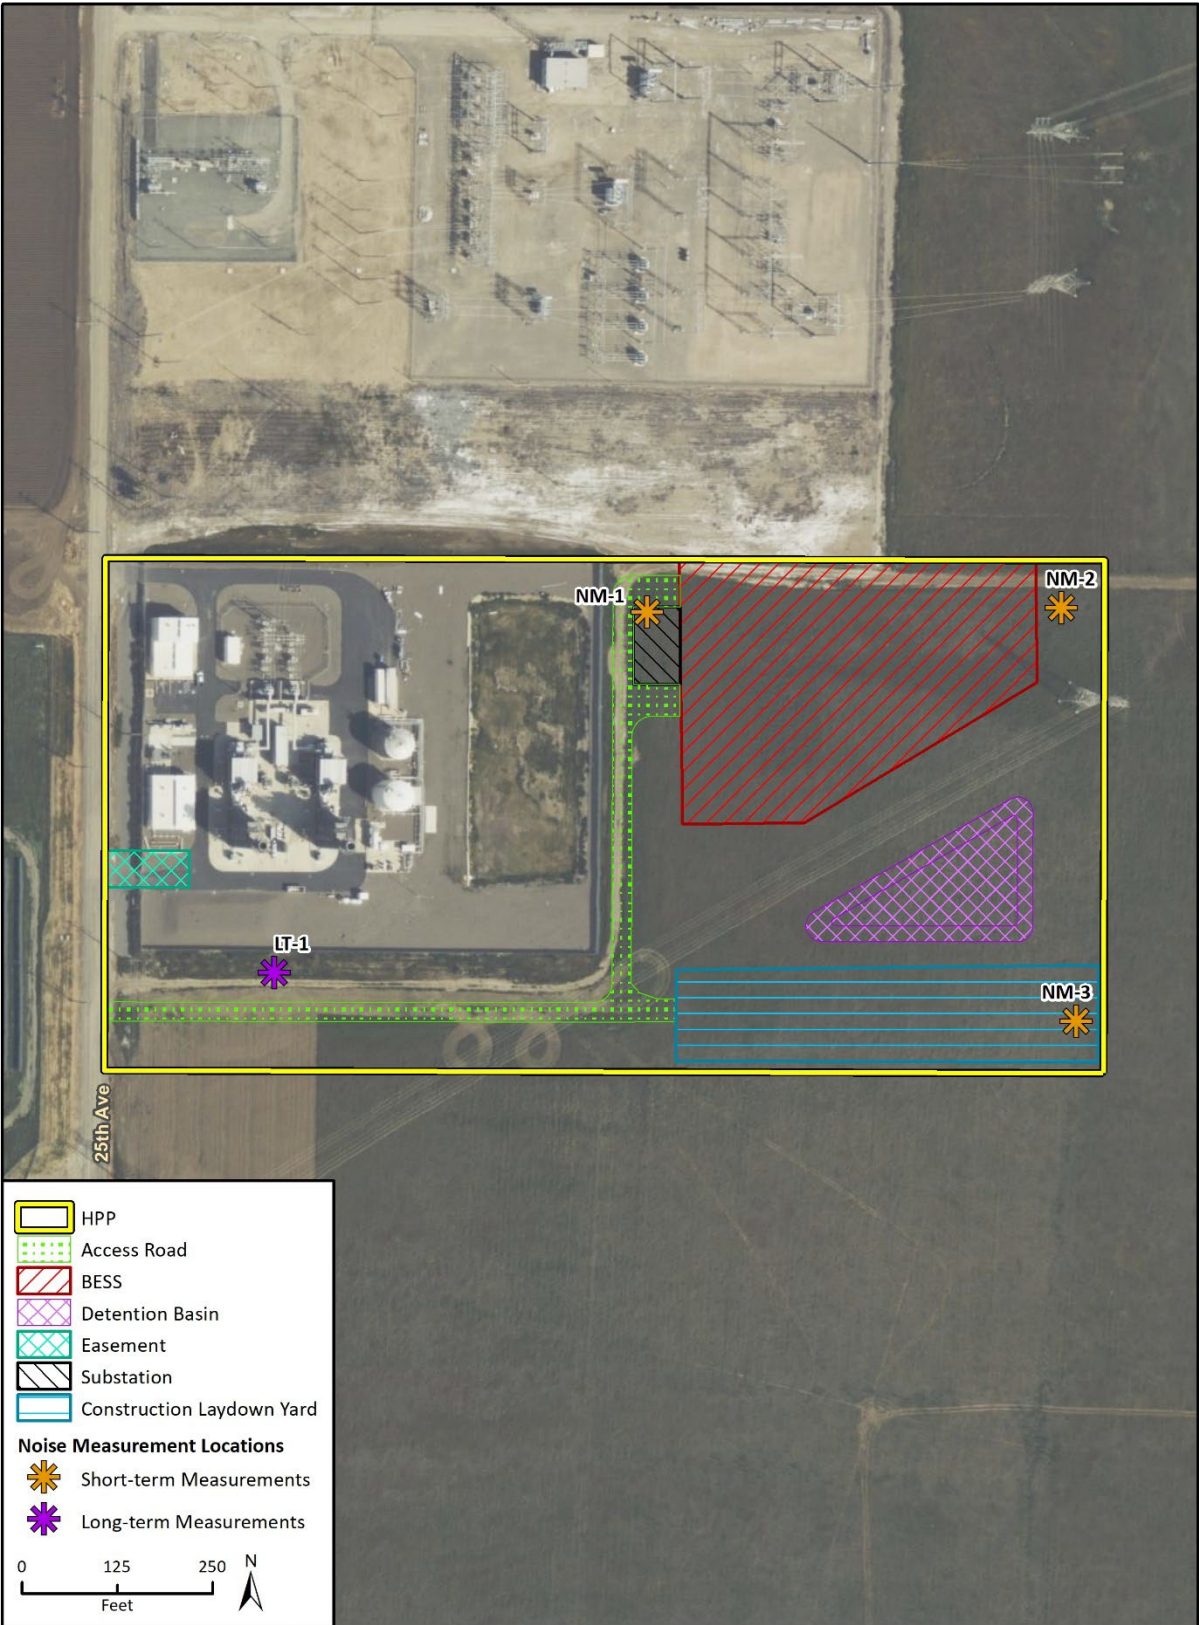 NM-1
NM-2
LT-1
NM-3
25th Ave
HPP
Access Road
BESS
Detention Basin
Easement
Substation
Construction Laydown Yard
Noise Measurement Locations
Short-term Measurements
Long-term Measurements
0 125 250 N
Feet